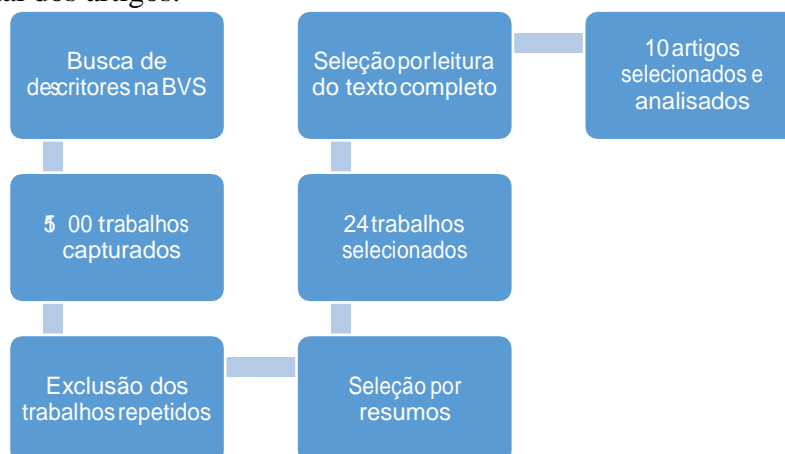 dos artigos.
Busca de
descritores na BVS
00 trabalhos
capturados
Exclusão dos
trabalhos repetidos
Seleção por
resumos
24 trabalhos
selecionados
Seleção por leitura
do texto completo
10 artigos
selecionados e
analisados